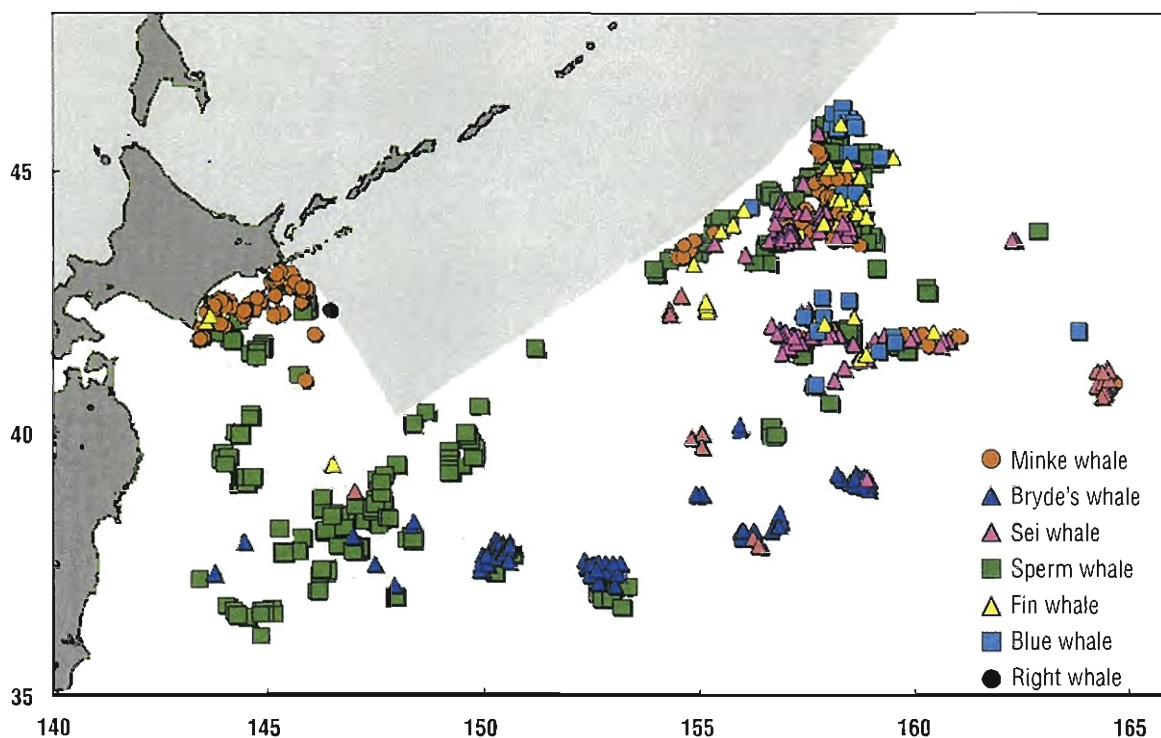 45
40
35
140 145 150 155 160 165
Minke whale
Bryde's whale
Sei whale
Sperm whale
Fin whale
Blue whale
Right whale